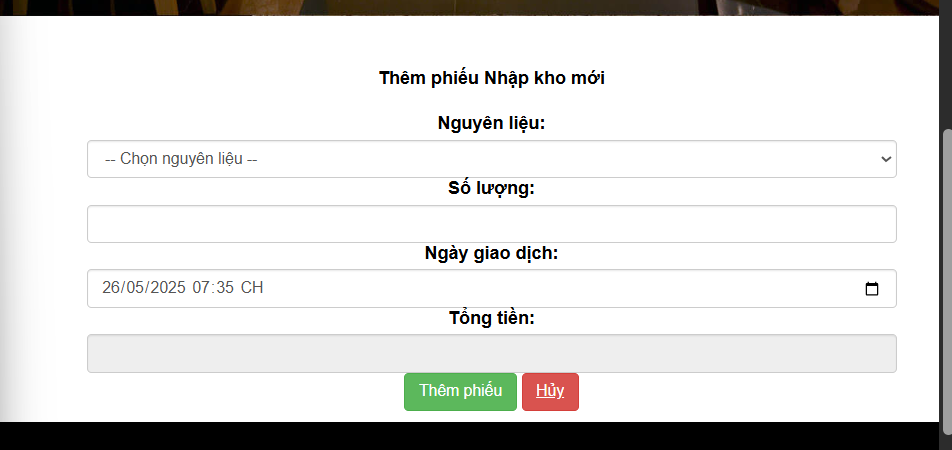 Thêm phiếu Nhập kho mới
Nguyên liệu:
-- Chọn nguyên liệu --
Số lượng:
Ngày giao dịch:
26/05/2025 07:35 CH
Tổng tiền:
Thêm phiếu Hủy